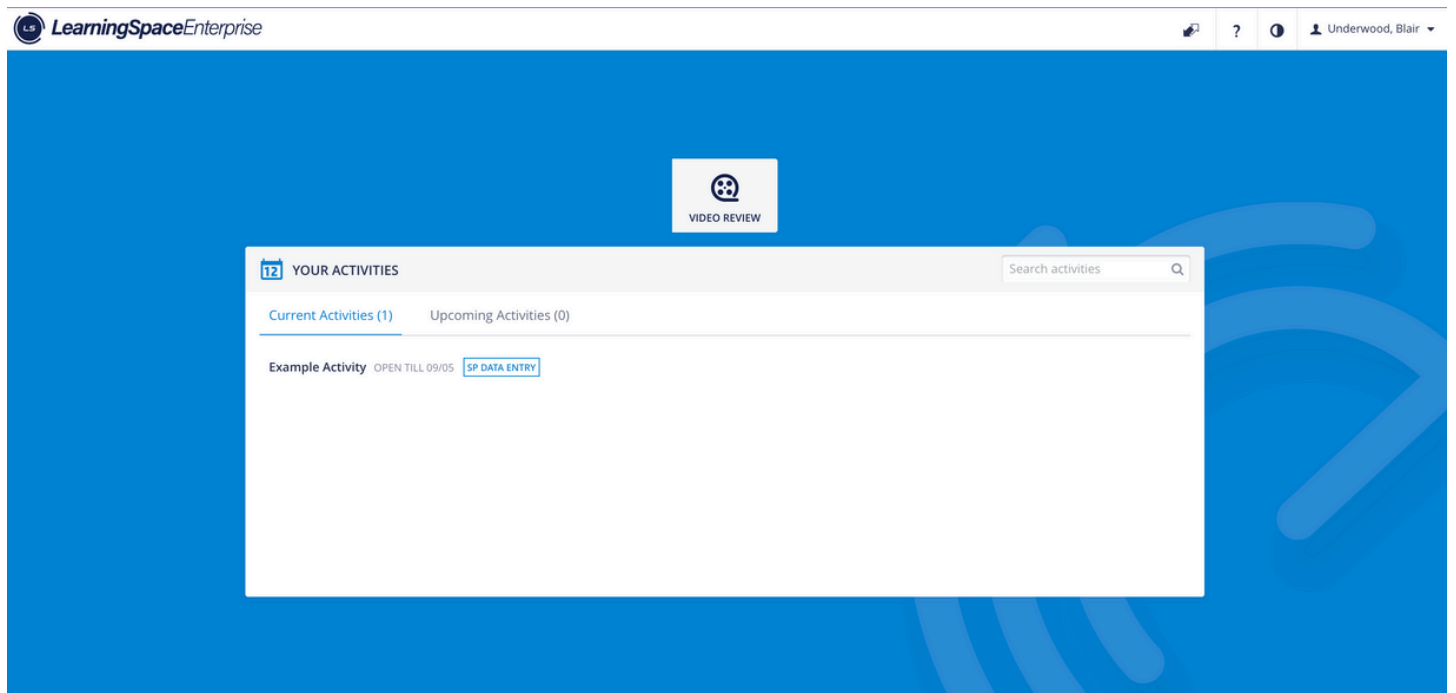 LS LearningSpaceEnterprise
? Underwood, Blair
VIDEO REVIEW
12 YOUR ACTIVITIES Search activities
Current Activities (1) Upcoming Activities (0)
Example Activity OPEN TILL 09/05 SP DATA ENTRY